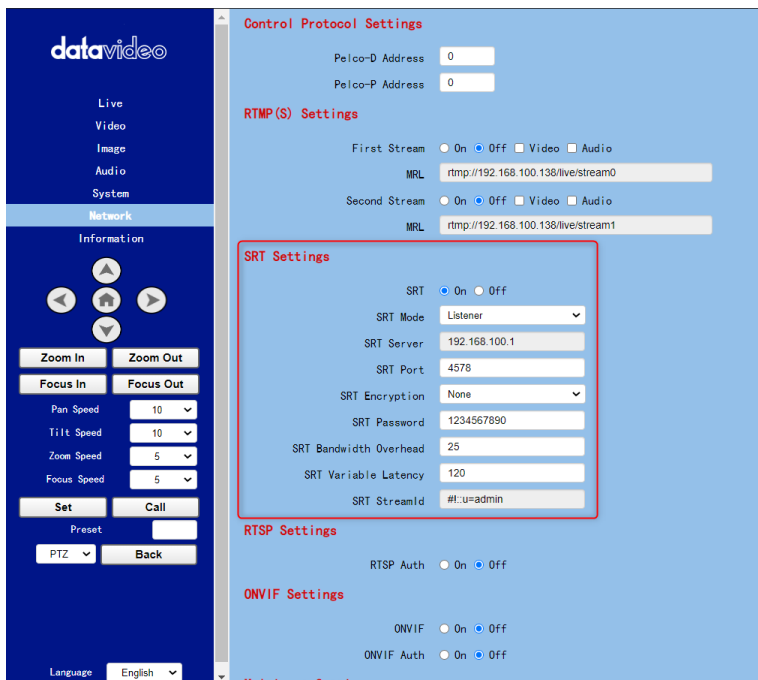 datavideo
Live
Video
Image
Audio
System
Network
Information
Zoom In Zoom Out
Focus In Focus Out
Pan Speed 10
Tilt Speed 10
Zoom Speed 5
Focus Speed 5
Set Call
Preset
PTZ Back
Language English
Control Protocol Settings
Pelco-D Address 0
Pelco-P Address 0
RTMP(S) Settings
First Stream On Off Video Audio
MRL rtmp://192.168.100.138/live/stream0
Second Stream On Off Video Audio
MRL rtmp://192.168.100.138/live/stream1
SRT Settings
SRT On Off
SRT Mode Listener
SRT Server 192.168.100.1
SRT Port 4578
SRT Encryption None
SRT Password 1234567890
SRT Bandwidth Overhead 25
SRT Variable Latency 120
SRT StreamId #!::u=admin
RTSP Settings
RTSP Auth On Off
ONVIF Settings
ONVIF On Off
ONVIF Auth On Off